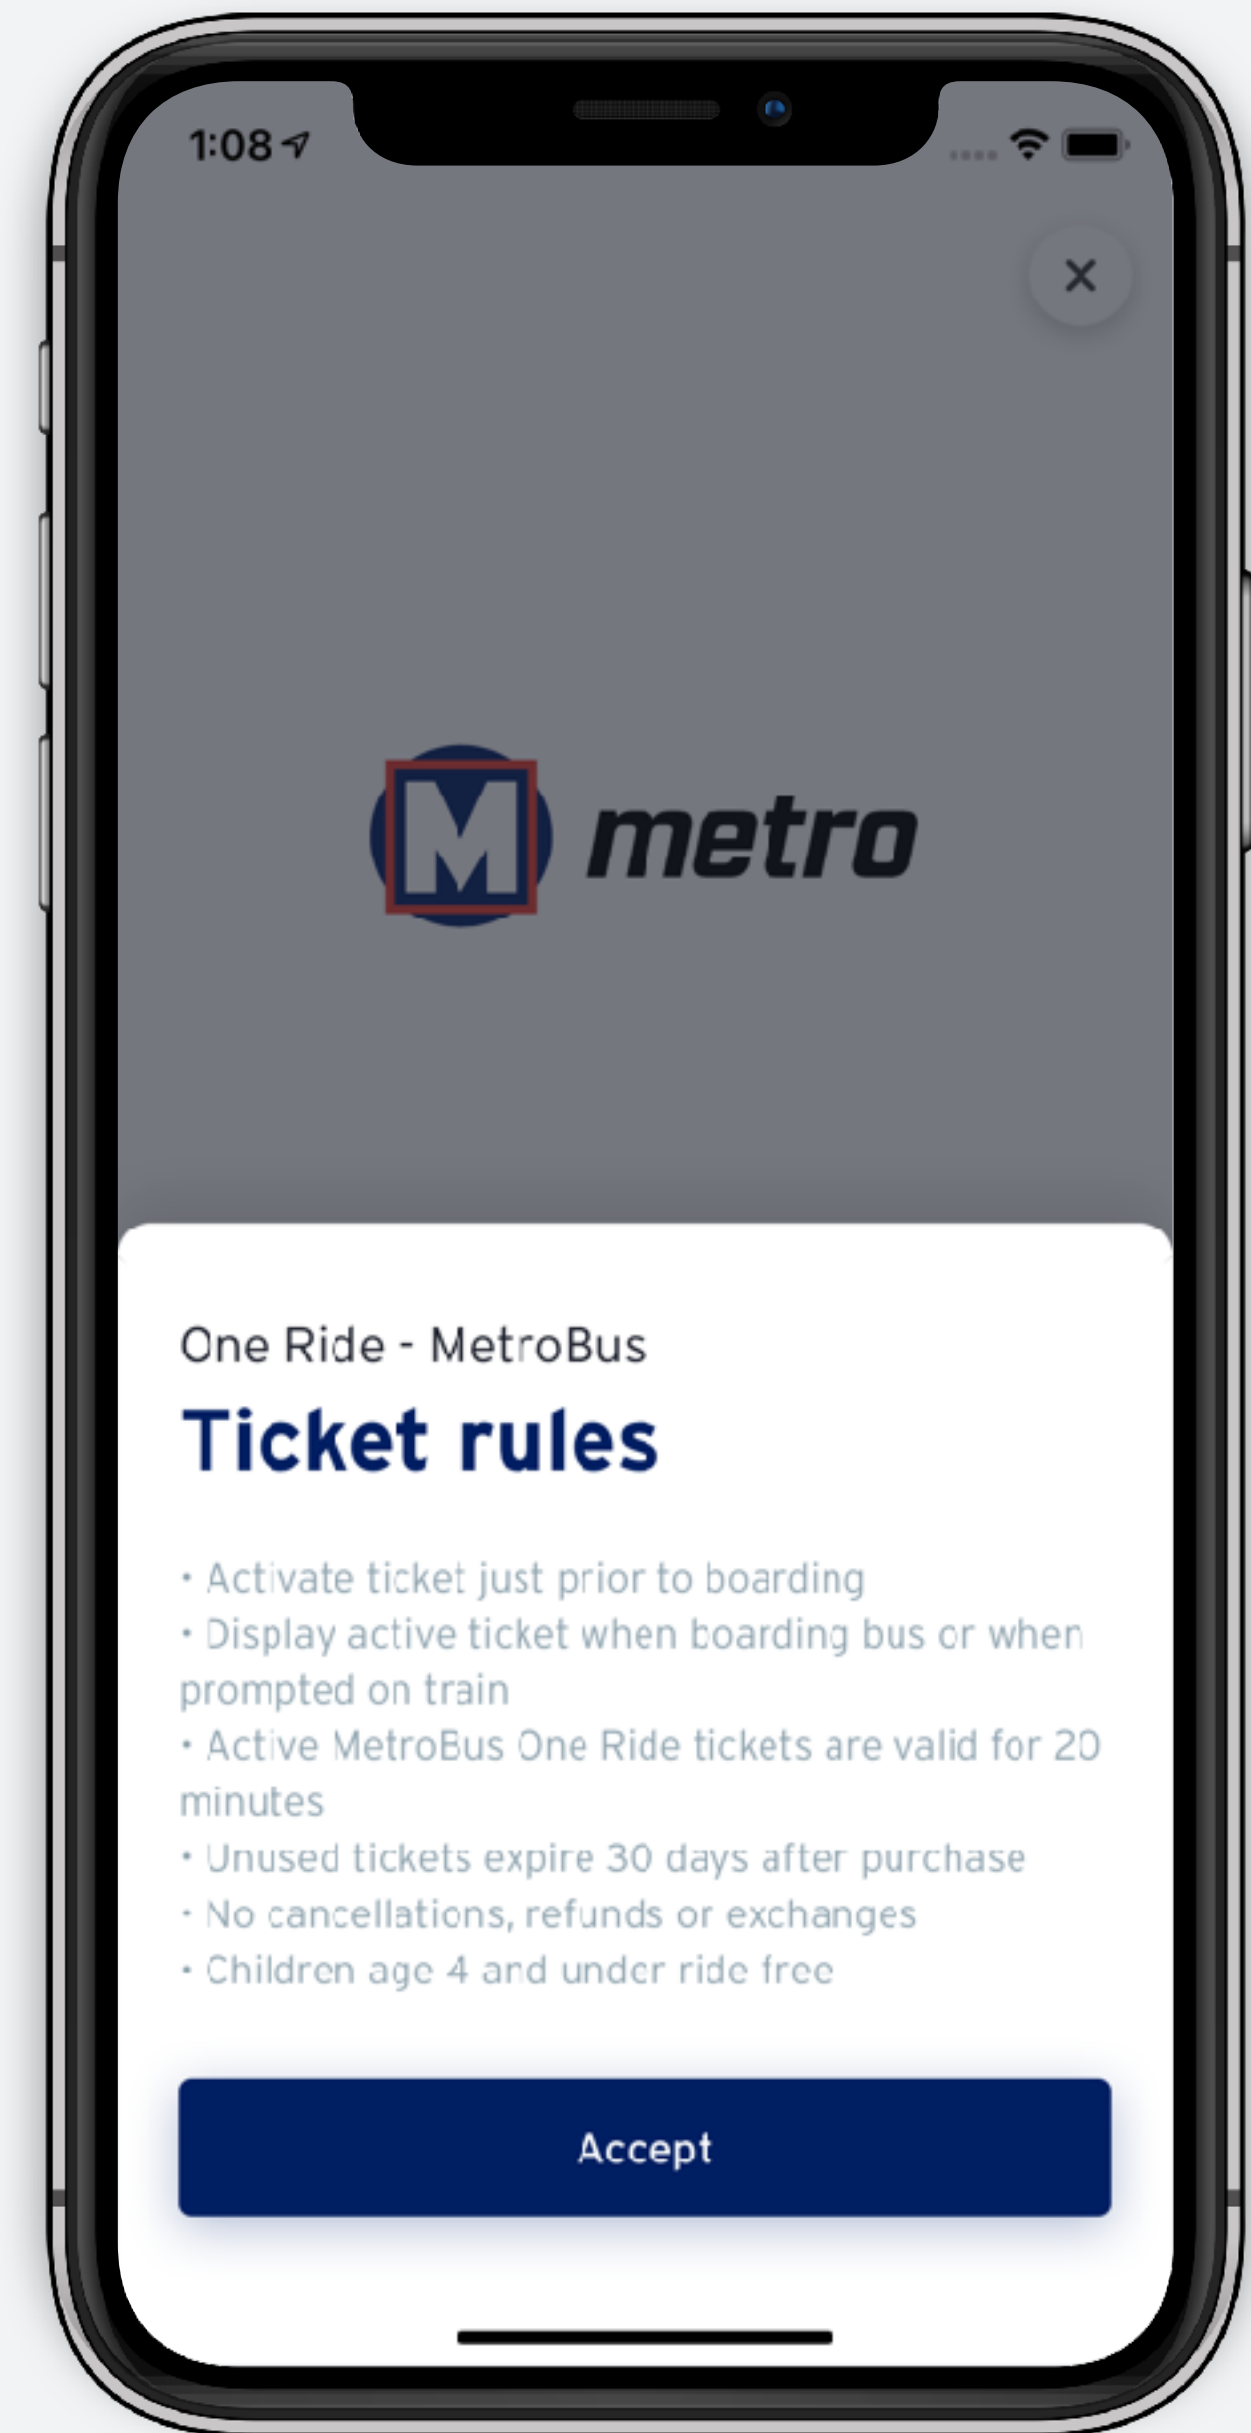 1:08
M metro
One Ride - MetroBus
Ticket rules
• Activate ticket just prior to boarding
• Display active ticket when boarding bus or when
prompted on train
• Active MetroBus One Ride tickets are valid for 20
minutes
• Unused tickets expire 30 days after purchase
• No cancellations, refunds or exchanges
• Children age 4 and under ride free
Accept